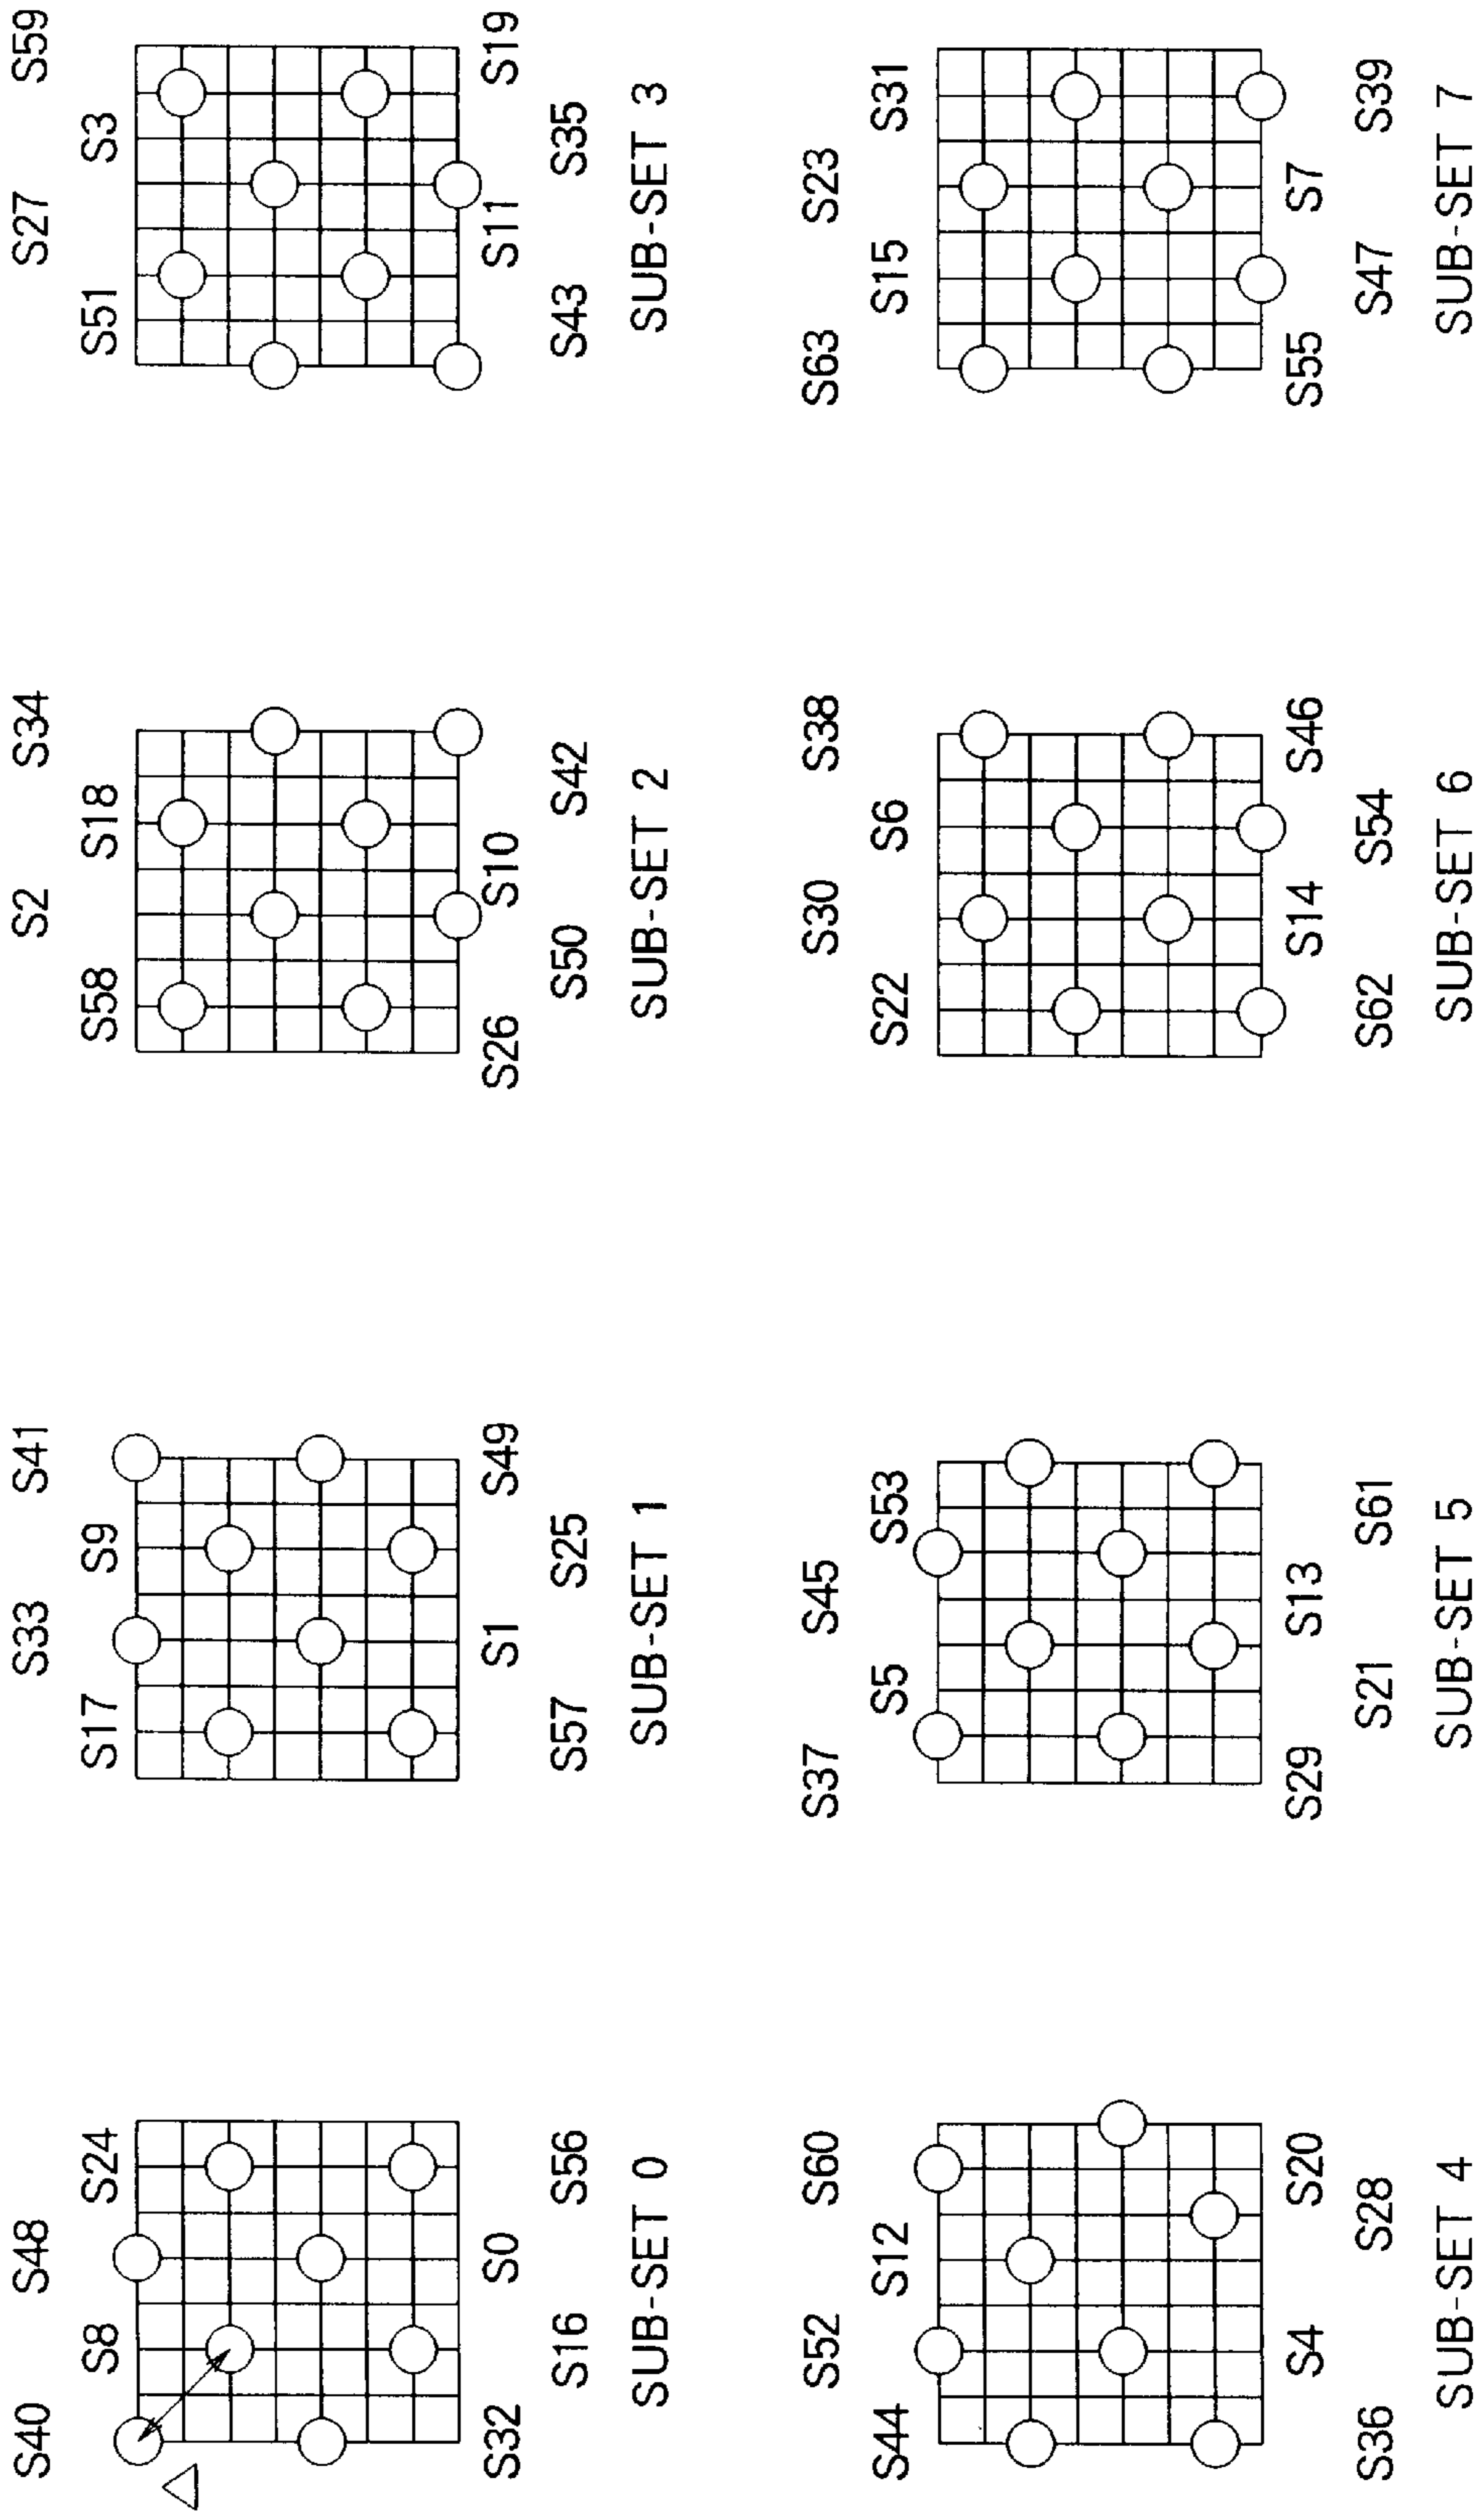 S40 S48
S8 S24
△
S32 S0
S16 S56
SUB-SET 0
S33 S41
S17 S9
S1 S49
S57 S25
SUB-SET 1
S2 S34
S58 S18
S26 S10
S50 S42
SUB-SET 2
S27 S59
S51 S3
S11 S19
S43 S35
SUB-SET 3
S52 S60
S44 S12
S4 S20
S36 S28
SUB-SET 4
S37 S45
S5 S53
S29 S13
S21 S61
SUB-SET 5
S30 S38
S22 S6
S14 S46
S62 S54
SUB-SET 6
S63 S23
S15 S31
S55 S7
S47 S39
SUB-SET 7